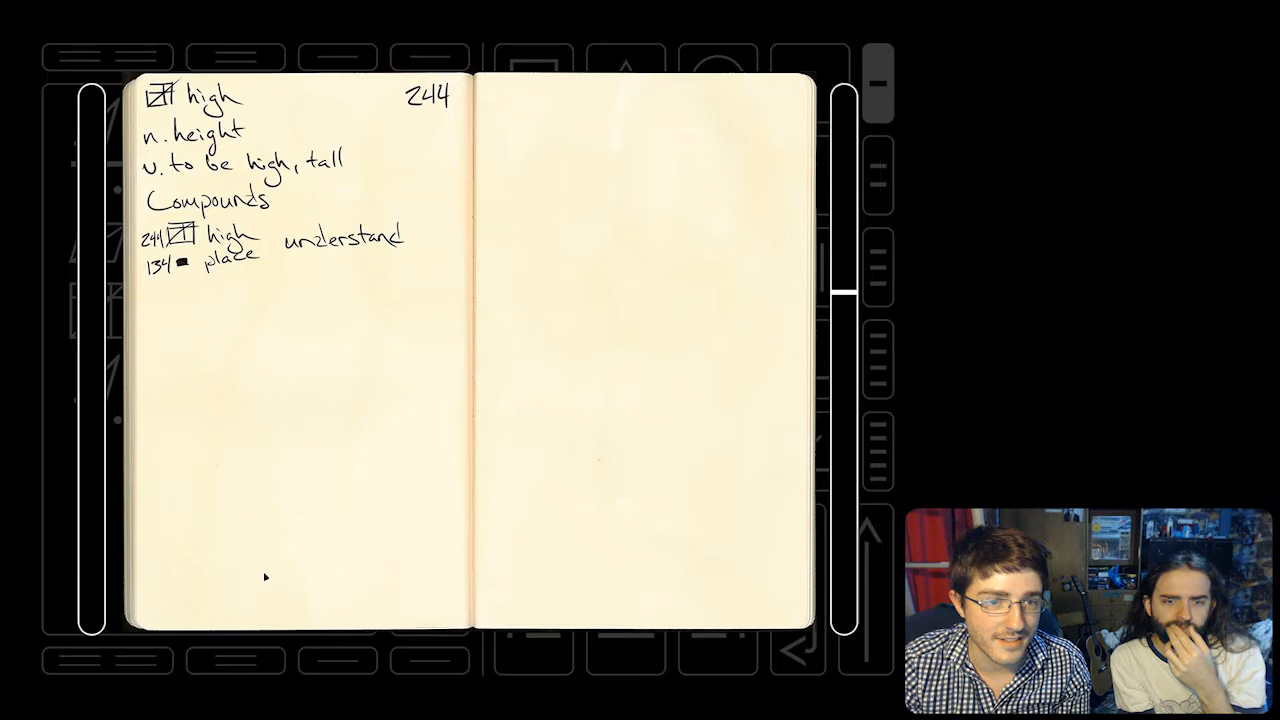 high 244
n. height
v. to be high, tall
Compounds
244 high understand
134 place